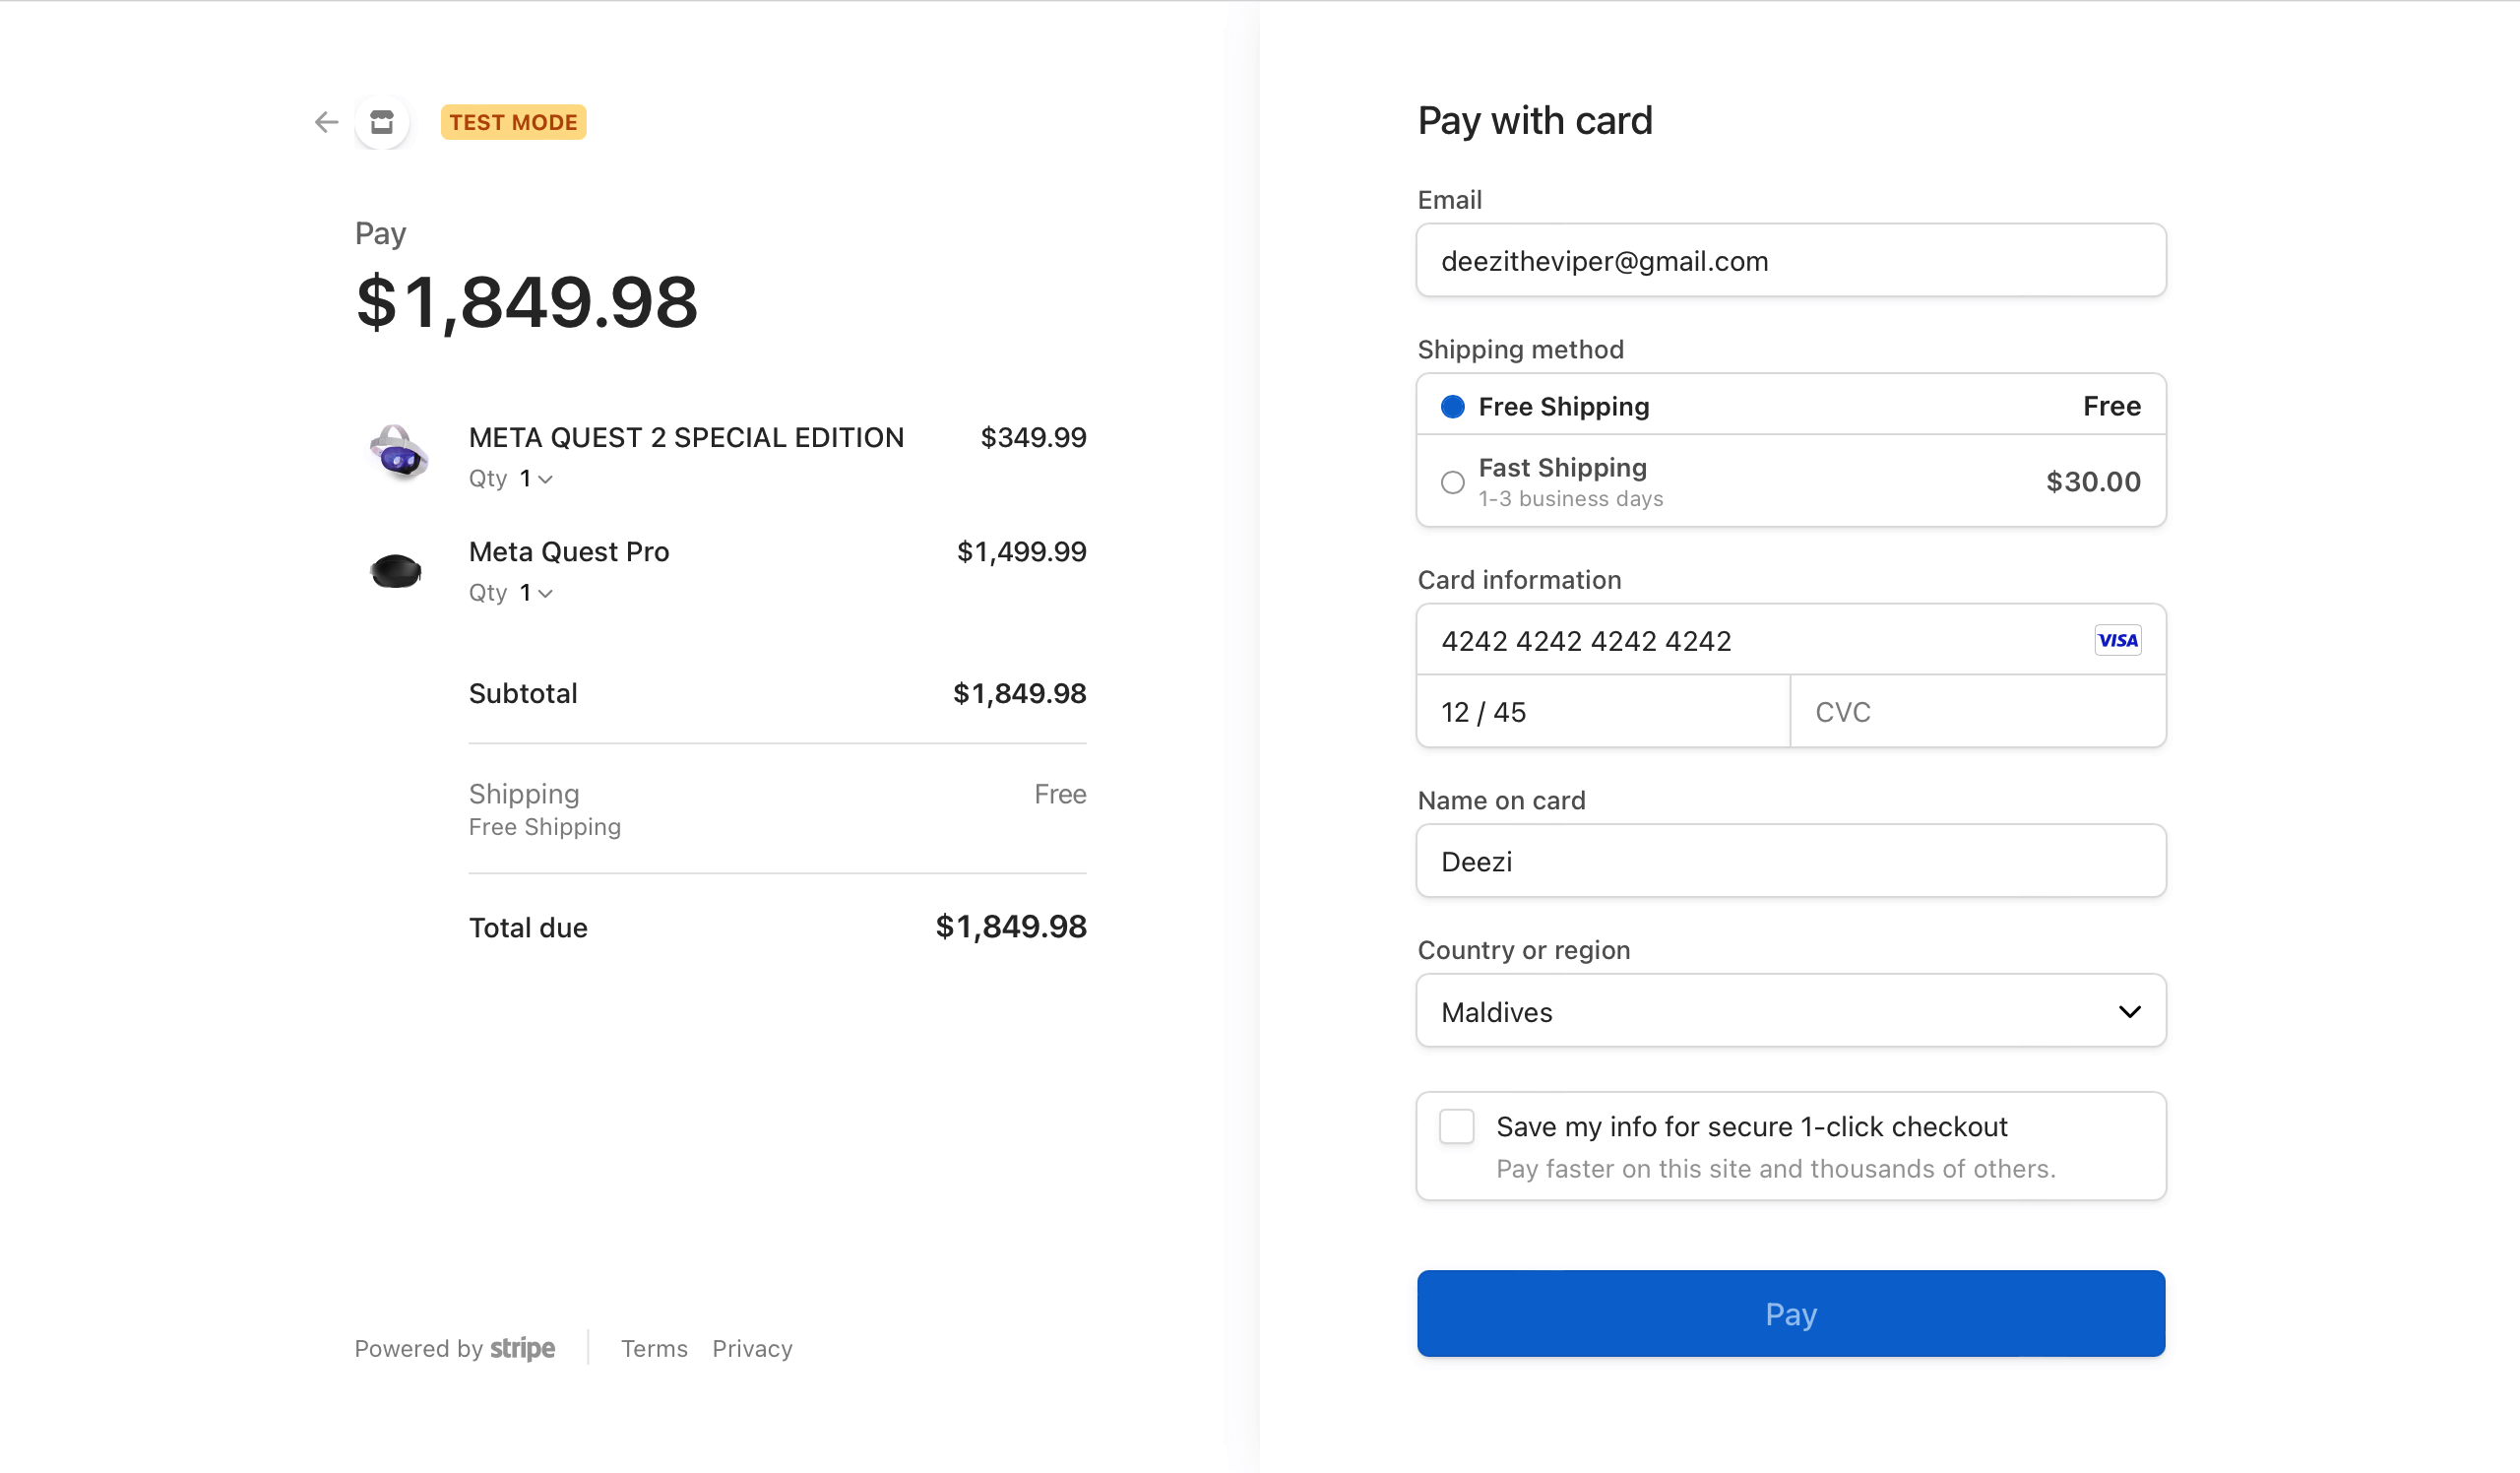 TEST MODE
Pay
$1,849.98
META QUEST 2 SPECIAL EDITION $349.99
Qty 1
Meta Quest Pro $1,499.99
Qty 1
Subtotal $1,849.98
Shipping Free
Free Shipping
Total due $1,849.98
Powered by stripe Terms Privacy
Pay with card
Email
deezitheviper@gmail.com
Shipping method
Free Shipping Free
Fast Shipping $30.00
1-3 business days
Card information
4242 4242 4242 4242 VISA
12 / 45 CVC
Name on card
Deezi
Country or region
Maldives
Save my info for secure 1-click checkout
Pay faster on this site and thousands of others.
Pay